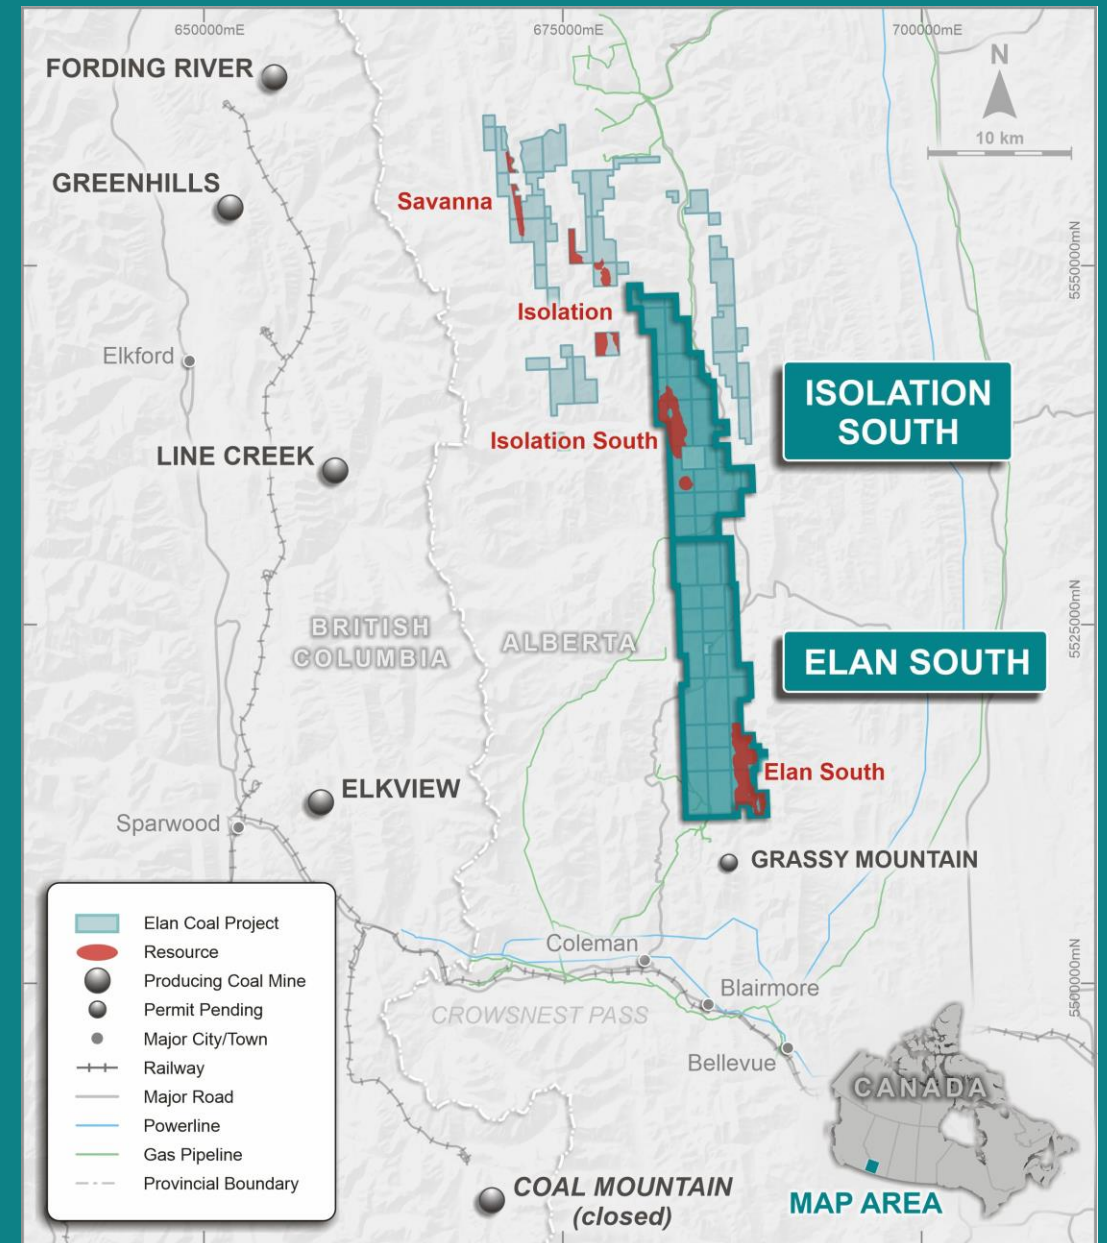 650000mE
675000mE
700000mE
FORDING RIVER
N
10 km
GREENHILLS
Savanna
5550000mN
Isolation
Elkford
ISOLATION
SOUTH
Isolation South
LINE CREEK
5525000mN
BRITISH
COLUMBIA
ALBERTA
ELAN SOUTH
Elan South
ELKVIEW
Sparwood
GRASSY MOUNTAIN
Elan Coal Project
Resource
Producing Coal Mine
Permit Pending
Major City/Town
Railway
Major Road
Powerline
Gas Pipeline
Provincial Boundary
Coleman
Blairmore
5500000mN
CROWSNEST PASS
Bellevue
CANADA
COAL MOUNTAIN
(closed)
MAP AREA